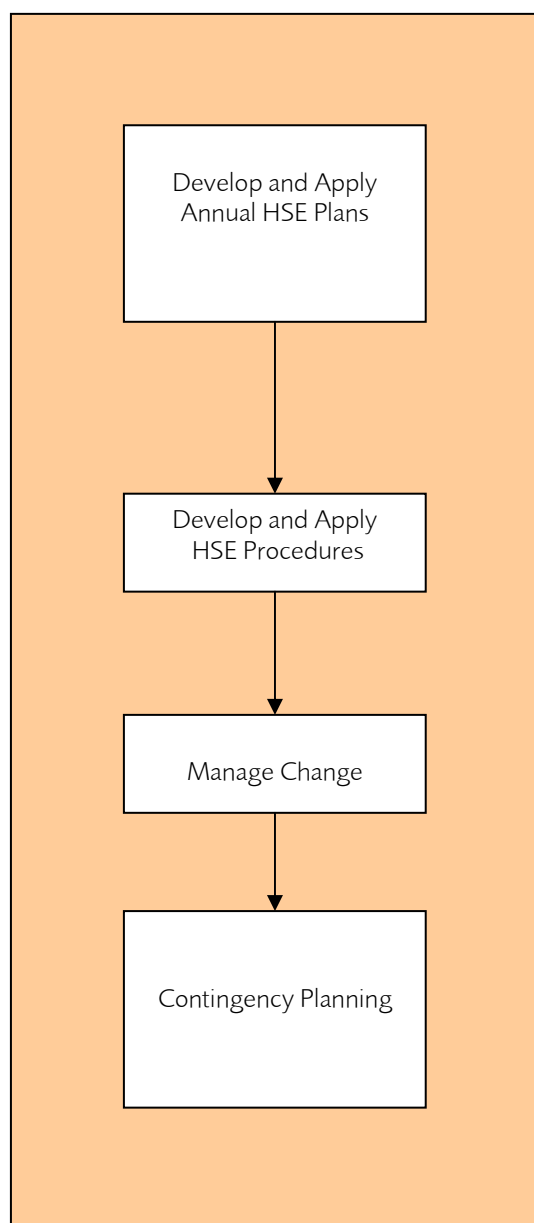 Develop and Apply
Annual HSE Plans
Develop and Apply
HSE Procedures
Manage Change
Contingency Planning